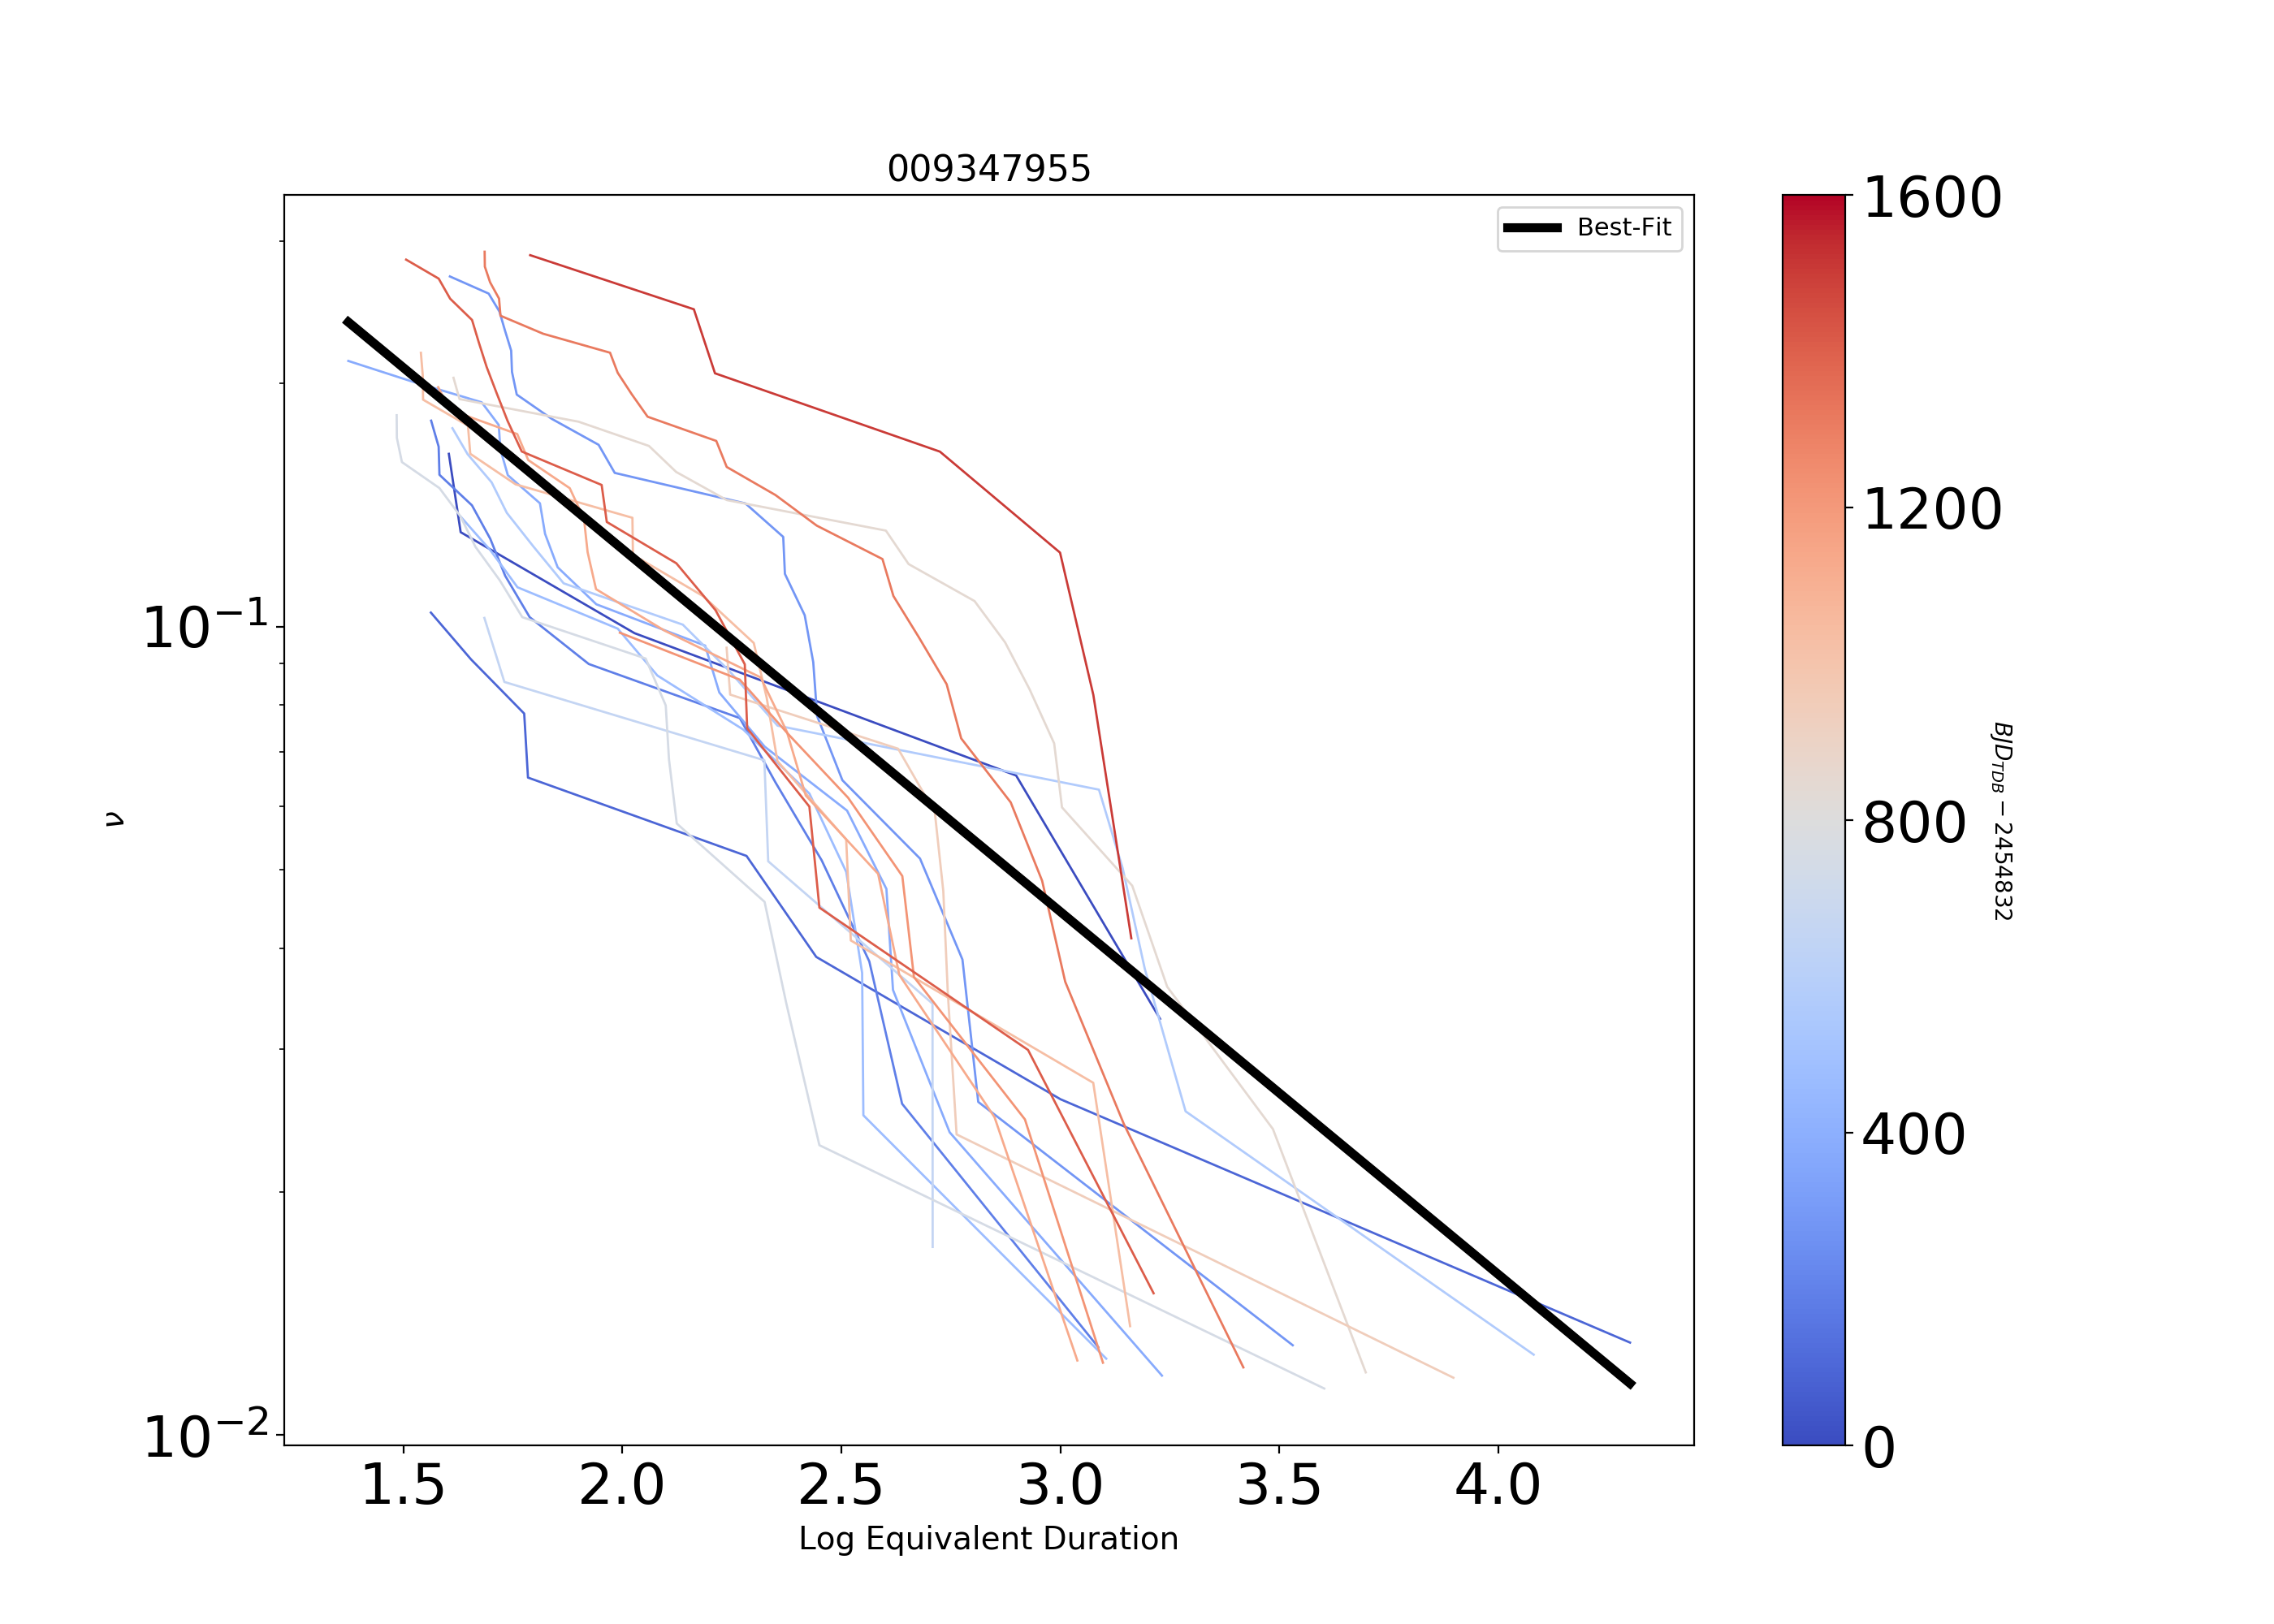 009347955
Best-Fit
10⁻¹
10⁻²
ν
1.5 2.0 2.5 3.0 3.5 4.0
Log Equivalent Duration
1600
1200
800
400
0
BJD_TDB − 2454832